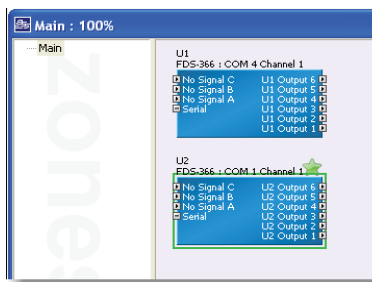 Main : 100%
Main
zones
U1
FDS-366 : COM 4 Channel 1
No Signal C U1 Output 6
No Signal B U1 Output 5
No Signal A U1 Output 4
Serial U1 Output 3
U1 Output 2
U1 Output 1
U2
FDS-366 : COM 1 Channel 1
No Signal C U2 Output 6
No Signal B U2 Output 5
No Signal A U2 Output 4
Serial U2 Output 3
U2 Output 2
U2 Output 1